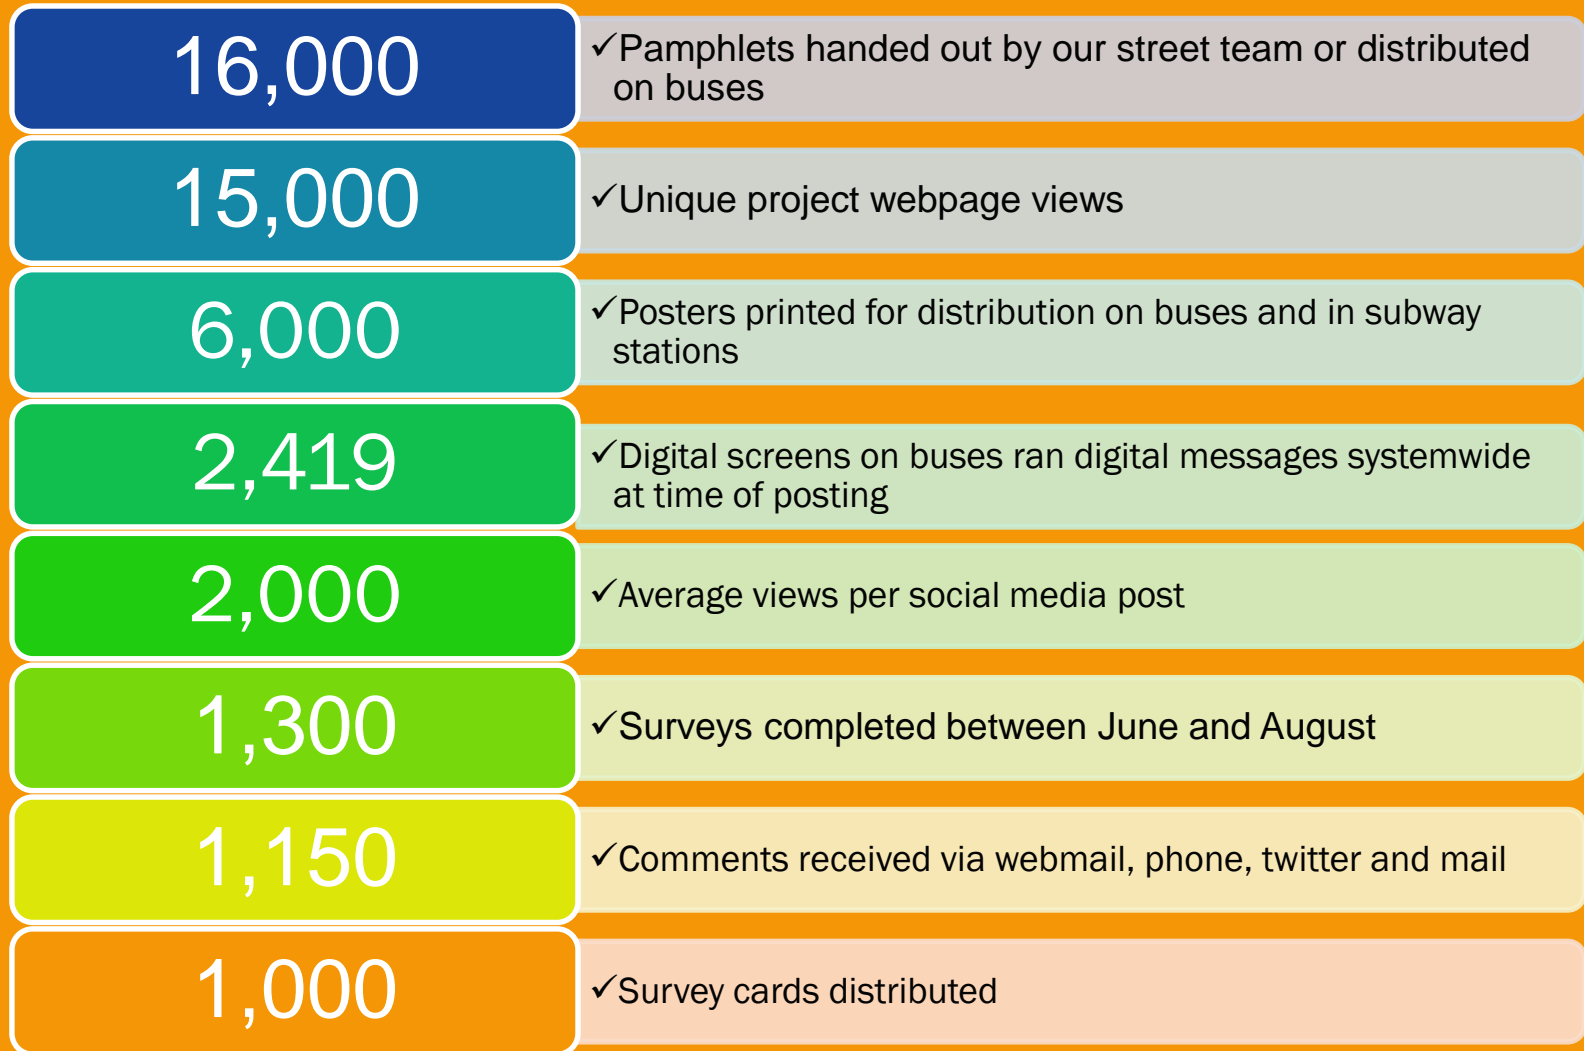 16,000
✓Pamphlets handed out by our street team or distributed
on buses
15,000
✓Unique project webpage views
6,000
✓Posters printed for distribution on buses and in subway
stations
2,419
✓Digital screens on buses ran digital messages systemwide
at time of posting
2,000
✓Average views per social media post
1,300
✓Surveys completed between June and August
1,150
✓Comments received via webmail, phone, twitter and mail
1,000
✓Survey cards distributed